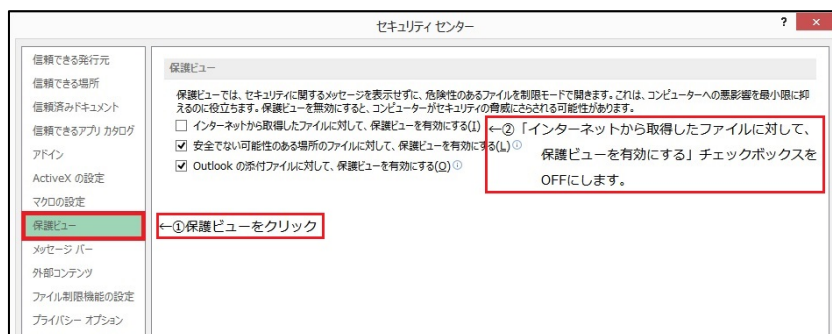 セキュリティ センター
? ×
信頼できる発行元
信頼できる場所
信頼済みドキュメント
信頼できるアプリ カタログ
アドイン
ActiveX の設定
マクロの設定
保護ビュー
メッセージ バー
外部コンテンツ
ファイル制限機能の設定
プライバシー オプション
保護ビュー
保護ビューでは、セキュリティに関するメッセージを表示せずに、危険性のあるファイルを制限モードで開きます。これは、コンピューターへの悪影響を最小限に抑
えるのに役立ちます。保護ビューを無効にすると、コンピューターがセキュリティの脅威にさらされる可能性があります。
インターネットから取得したファイルに対して、保護ビューを有効にする(I)
安全でない可能性のある場所のファイルに対して、保護ビューを有効にする(L)
Outlook の添付ファイルに対して、保護ビューを有効にする(O)
←②「インターネットから取得したファイルに対して、
保護ビューを有効にする」チェックボックスを
OFFにします。
←①保護ビューをクリック